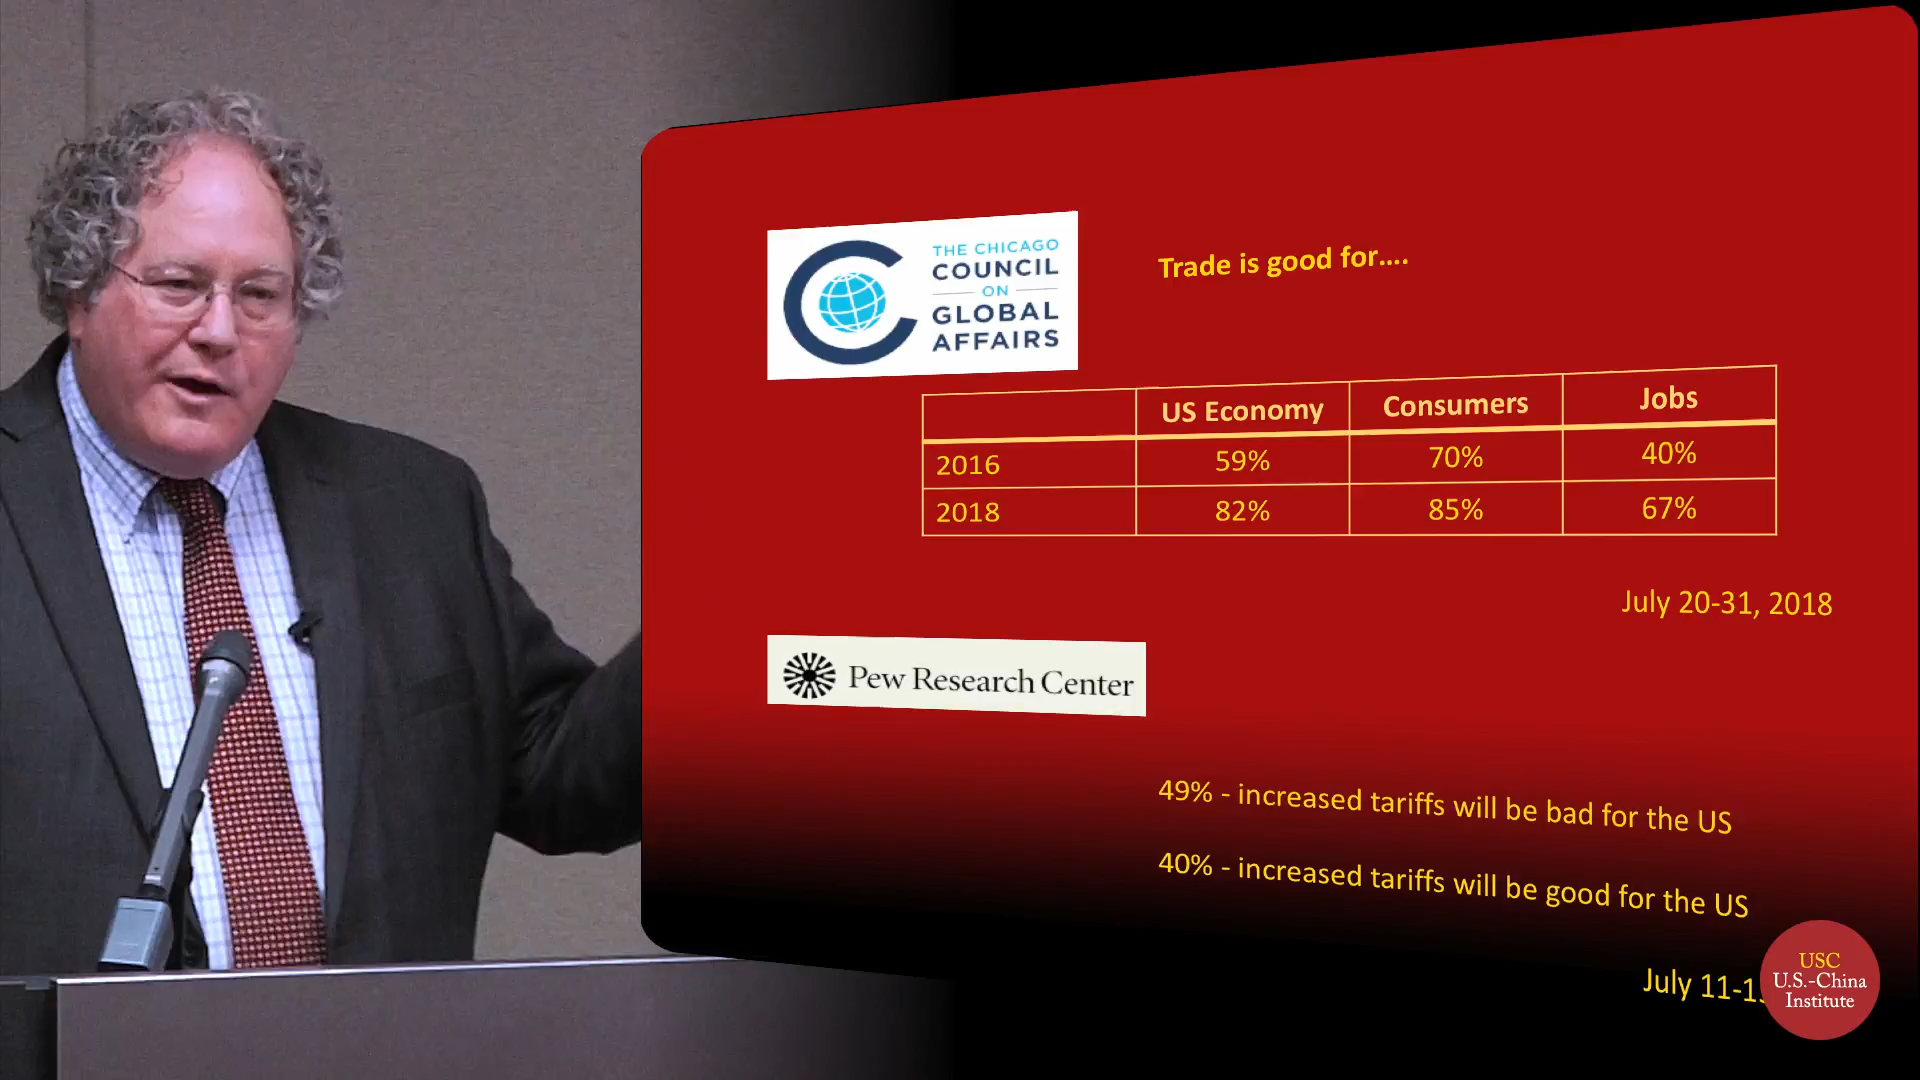 THE CHICAGO
COUNCIL
ON
GLOBAL
AFFAIRS
Trade is good for....
US Economy Consumers Jobs
2016 59% 70% 40%
2018 82% 85% 67%
July 20-31, 2018
Pew Research Center
49% - increased tariffs will be bad for the US
40% - increased tariffs will be good for the US
July
USC
U.S.-China
Institute